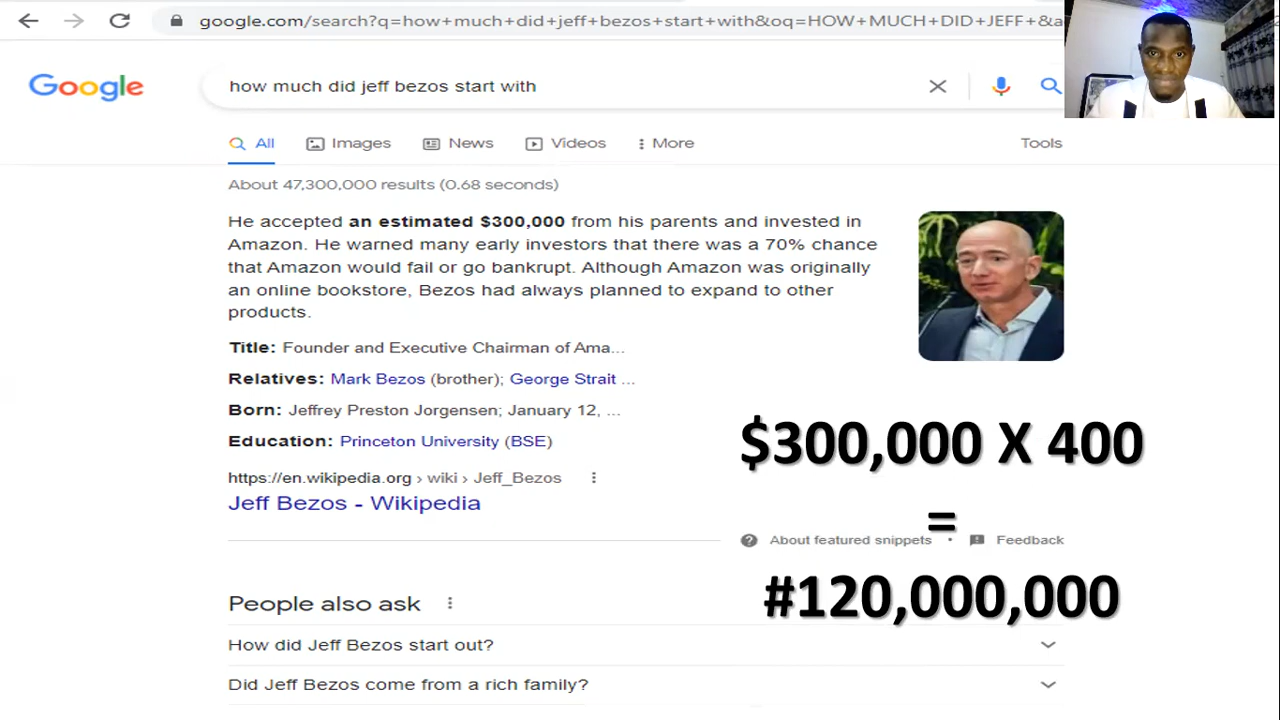 google.com/search?q=how+much+did+jeff+bezos+start+with&oq=HOW+MUCH+DID+JEFF+&a
Google
how much did jeff bezos start with
All Images News Videos More Tools
About 47,300,000 results (0.68 seconds)
He accepted an estimated $300,000 from his parents and invested in
Amazon. He warned many early investors that there was a 70% chance
that Amazon would fail or go bankrupt. Although Amazon was originally
an online bookstore, Bezos had always planned to expand to other
products.
Title: Founder and Executive Chairman of Ama...
Relatives: Mark Bezos (brother); George Strait ...
Born: Jeffrey Preston Jorgensen; January 12, ...
Education: Princeton University (BSE)
https://en.wikipedia.org › wiki › Jeff_Bezos
Jeff Bezos - Wikipedia
$300,000 X 400
=
#120,000,000
About featured snippets • Feedback
People also ask
How did Jeff Bezos start out?
Did Jeff Bezos come from a rich family?